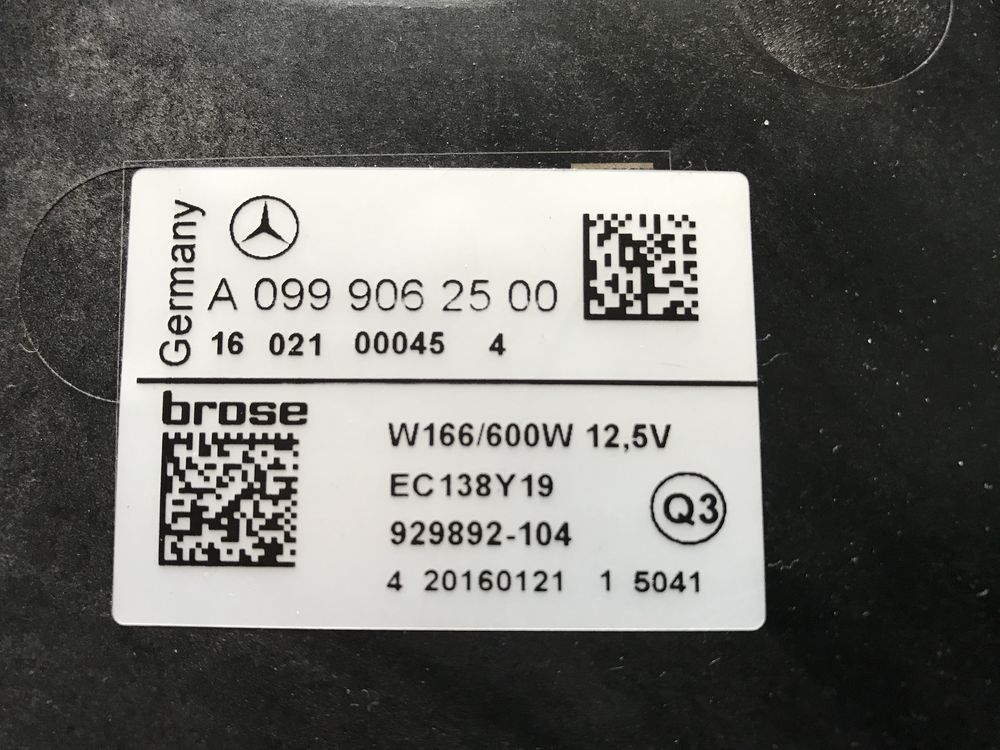 Germany
A 099 906 25 00
16 021 00045 4
brose
W166/600W 12,5V
EC138Y19
929892-104
Q3
4 20160121 1 5041